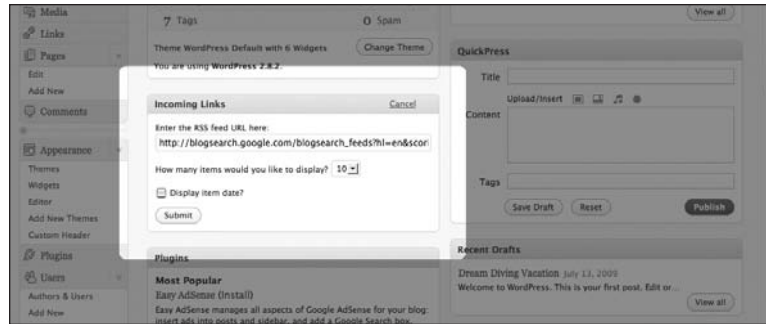 Media
Links
Pages
Edit
Add New
Comments
Appearance
Themes
Widgets
Editor
Add New Themes
Custom Header
Plugins
Users
Authors & Users
Add New
7 Tags
0 Spam
Theme WordPress Default with 6 Widgets
Change Theme
You are using WordPress 2.8.2.
Incoming Links
Cancel
Enter the RSS feed URL here:
http://blogsearch.google.com/blogsearch_feeds?hl=en&scori
How many items would you like to display? 10
Display item date?
Submit
Plugins
Most Popular
Easy AdSense (Install)
Easy AdSense manages all aspects of Google AdSense for your blog:
insert ads into posts and sidebar, and add a Google Search box.
View all
QuickPress
Title
Upload/Insert
Content
Tags
Save Draft
Reset
Publish
Recent Drafts
Dream Diving Vacation July 13, 2009
Welcome to WordPress. This is your first post. Edit or...
View all